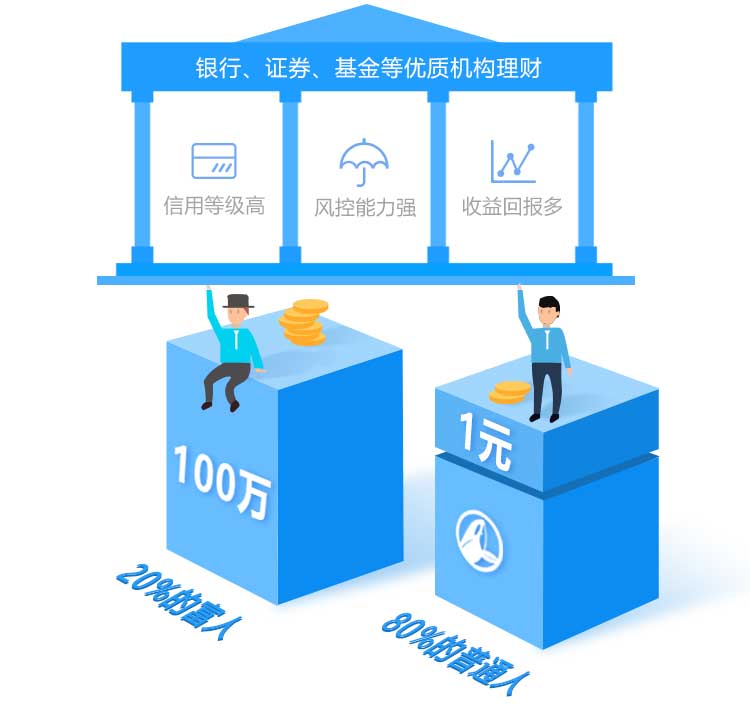 银行、证券、基金等优质机构理财
信用等级高
风控能力强
收益回报多
100万
1元
20%的富人
80%的普通人